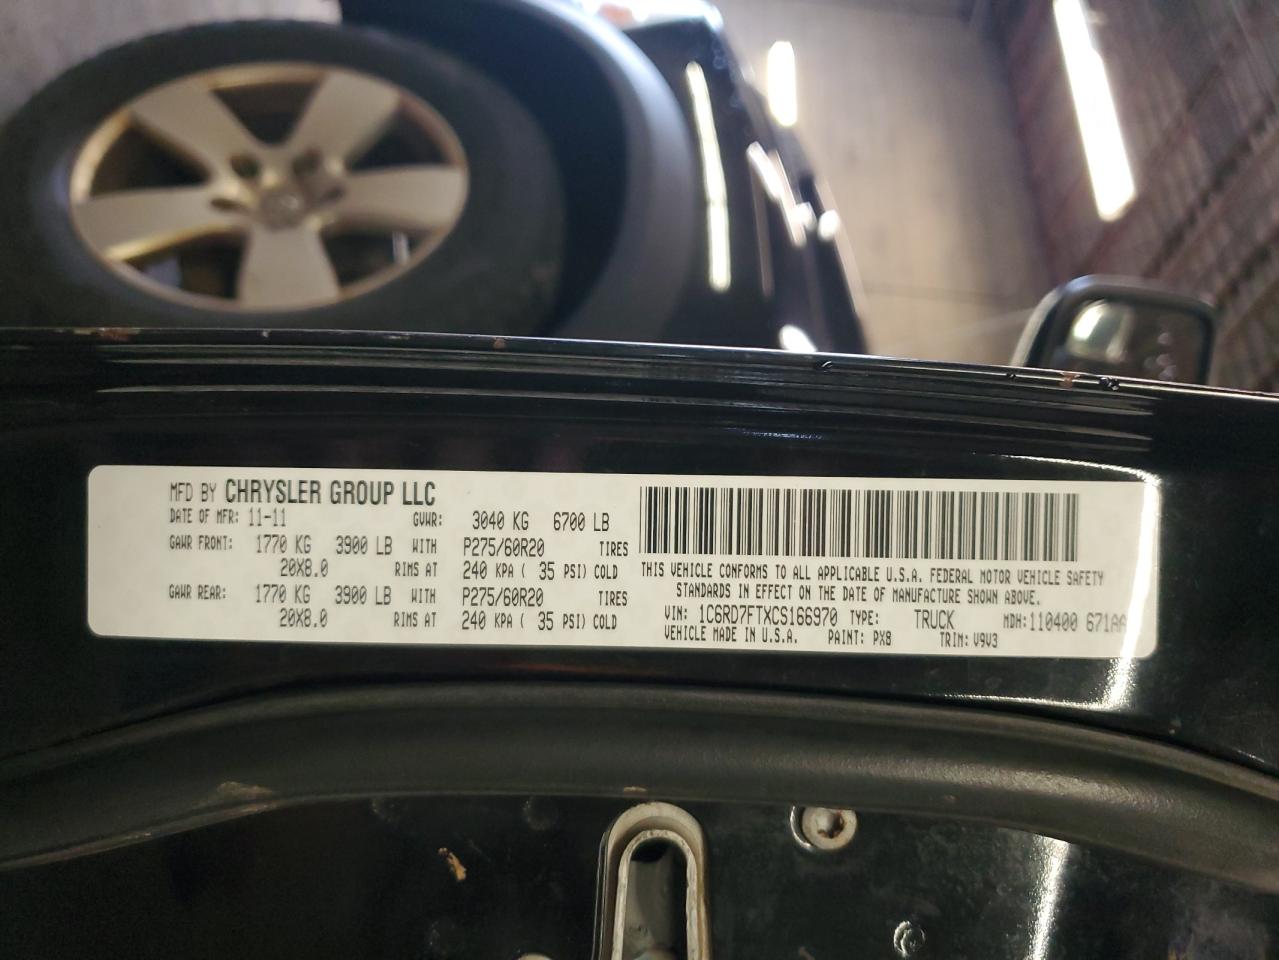 MFD BY CHRYSLER GROUP LLC
DATE OF MFR: 11-11 GVWR: 3040 KG 6700 LB
GAWR FRONT: 1770 KG 3900 LB WITH P275/60R20 TIRES
20X8.0 RIMS AT 240 KPA ( 35 PSI) COLD
GAWR REAR: 1770 KG 3900 LB WITH P275/60R20 TIRES
20X8.0 RIMS AT 240 KPA ( 35 PSI) COLD
THIS VEHICLE CONFORMS TO ALL APPLICABLE U.S.A. FEDERAL MOTOR VEHICLE SAFETY
STANDARDS IN EFFECT ON THE DATE OF MANUFACTURE SHOWN ABOVE.
VIN: 1C6RD7FTXCS166970 TYPE: TRUCK MDH: 110400 671AA
VEHICLE MADE IN U.S.A. PAINT: PX8 TRIM: V9V3